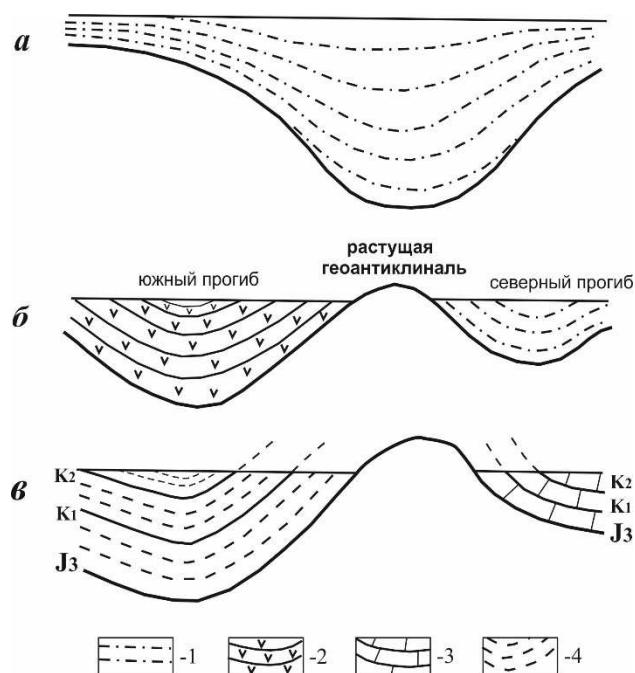 а
растущая
геоантиклиналь
южный прогиб
северный прогиб
б
в
K2
K1
J3
K2
K1
J3
-1
-2
-3
-4